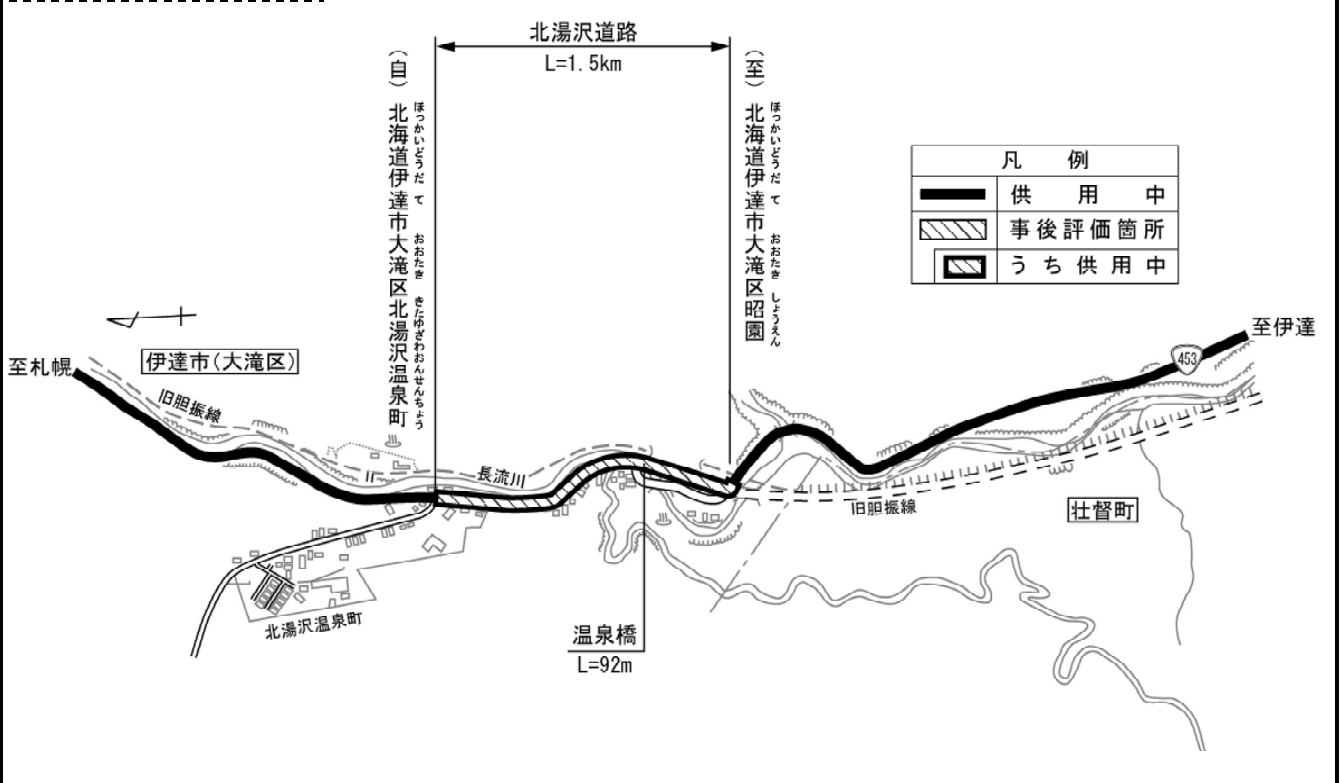 北湯沢道路
L=1.5km
（自）北海道伊達市大滝区北湯沢温泉町
ほっかいどうだて おおたき きたゆざわおんせんちょう
（至）北海道伊達市大滝区昭園
ほっかいどうだて おおたき しょうえん
凡 例
供 用 中
事後評価箇所
うち供用中
至札幌
伊達市(大滝区)
旧胆振線
長流川
453
至伊達
旧胆振線
壮瞥町
北湯沢温泉町
温泉橋
L=92m